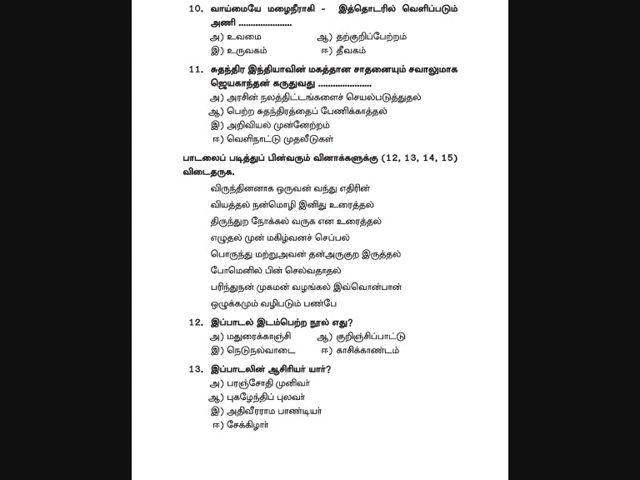 10. வாய்மையே மழைநீராகி - இத்தொடரில் வெளிப்படும்
அணி .....................
அ) உவமை ஆ) தற்குறிப்பேற்றம்
இ) உருவகம் ஈ) தீவகம்
11. சுதந்திர இந்தியாவின் மகத்தான சாதனையும் சவாலுமாக
ஜெயகாந்தன் கருதுவது .....................
அ) அரசின் நலத்திட்டங்களைச் செயல்படுத்துதல்
ஆ) பெற்ற சுதந்திரத்தைப் பேணிக்காத்தல்
இ) அறிவியல் முன்னேற்றம்
ஈ) வெளிநாட்டு முதலீடுகள்
பாடலைப் படித்துப் பின்வரும் வினாக்களுக்கு (12, 13, 14, 15)
விடைதருக.
விருந்தினனாக ஒருவன் வந்து எதிரின்
வியத்தல் நன்மொழி இனிது உரைத்தல்
திருந்துற நோக்கல் வருக என உரைத்தல்
எழுதல் முன் மகிழ்வனச் செப்பல்
பொருந்து மற்றுஅவன் தன்அருகுற இருத்தல்
போமெனில் பின் செல்வதாதல்
பரிந்துநன் முகமன் வழங்கல் இவ்வொன்பான்
ஒழுக்கமும் வழிபடும் பண்பே
12. இப்பாடல் இடம்பெற்ற நூல் எது?
அ) மதுரைக்காஞ்சி ஆ) குறிஞ்சிப்பாட்டு
இ) நெடுநல்வாடை ஈ) காசிக்காண்டம்
13. இப்பாடலின் ஆசிரியர் யார்?
அ) பரஞ்சோதி முனிவர்
ஆ) புகழேந்திப் புலவர்
இ) அதிவீரராம பாண்டியர்
ஈ) சேக்கிழார்